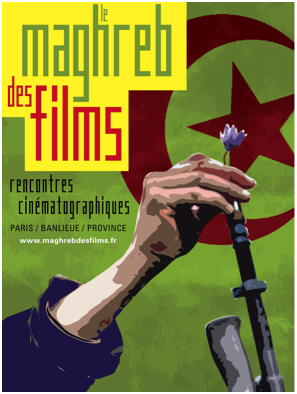 le
maghreb
des
films
rencontres
cinématographiques
PARIS / BANLIEUE / PROVINCE
www.maghrebdesfilms.fr